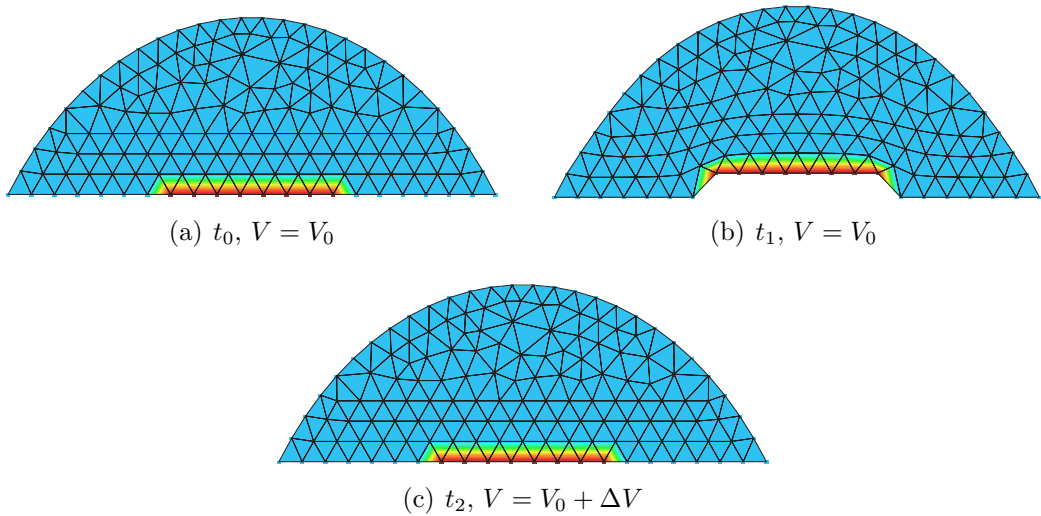 (a) t₀, V = V₀
(b) t₁, V = V₀
(c) t₂, V = V₀ + ΔV